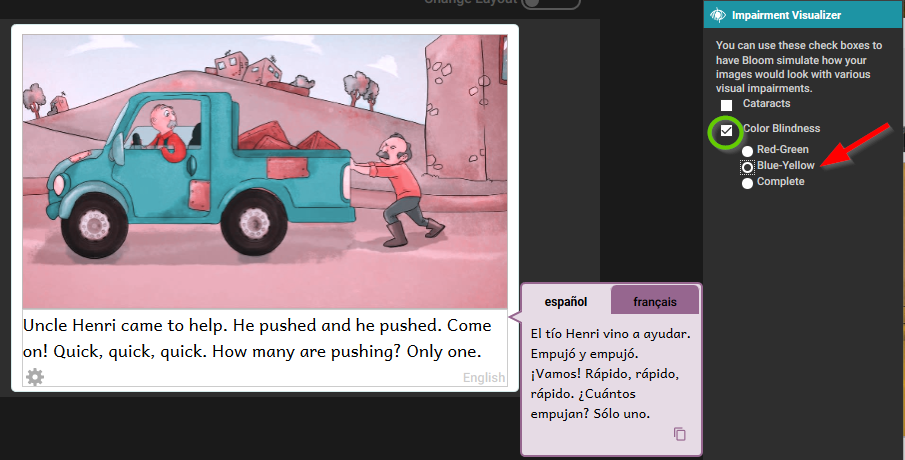 Change Layout
Impairment Visualizer
You can use these check boxes to
have Bloom simulate how your
images would look with various
visual impairments.
Cataracts
Color Blindness
Red-Green
Blue-Yellow
Complete
Uncle Henri came to help. He pushed and he pushed. Come
on! Quick, quick, quick. How many are pushing? Only one.
English
español
français
El tío Henri vino a ayudar.
Empujó y empujó.
¡Vamos! Rápido, rápido,
rápido. ¿Cuántos
empujan? Sólo uno.